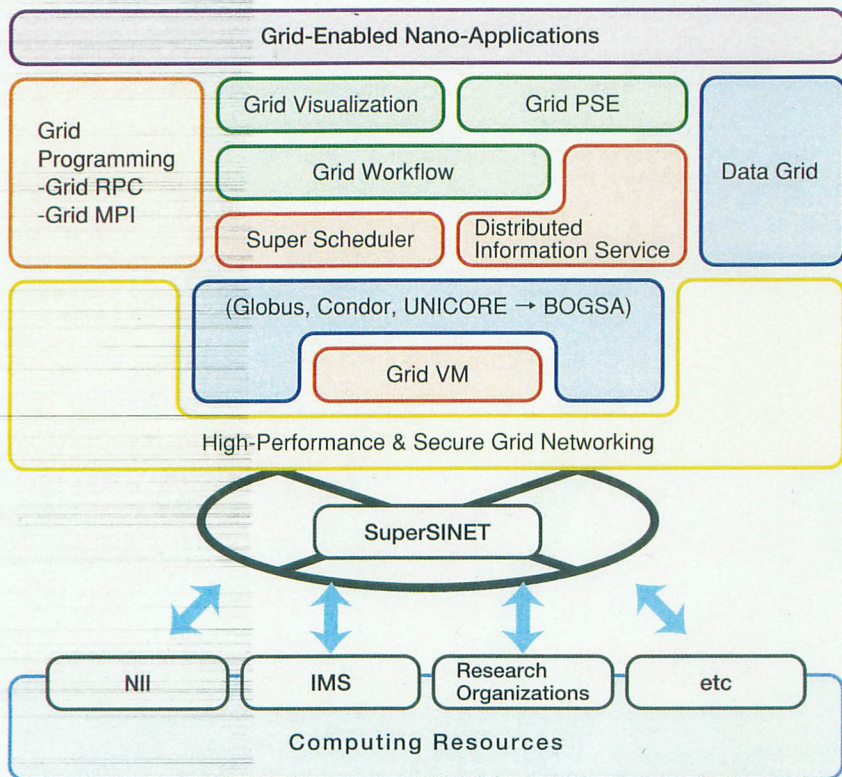 Grid-Enabled Nano-Applications
Grid
Programming
-Grid RPC
-Grid MPI
Grid Visualization
Grid PSE
Grid Workflow
Data Grid
Super Scheduler
Distributed
Information Service
(Globus, Condor, UNICORE → BOGSA)
Grid VM
High-Performance & Secure Grid Networking
SuperSINET
NII
IMS
Research
Organizations
etc
Computing Resources